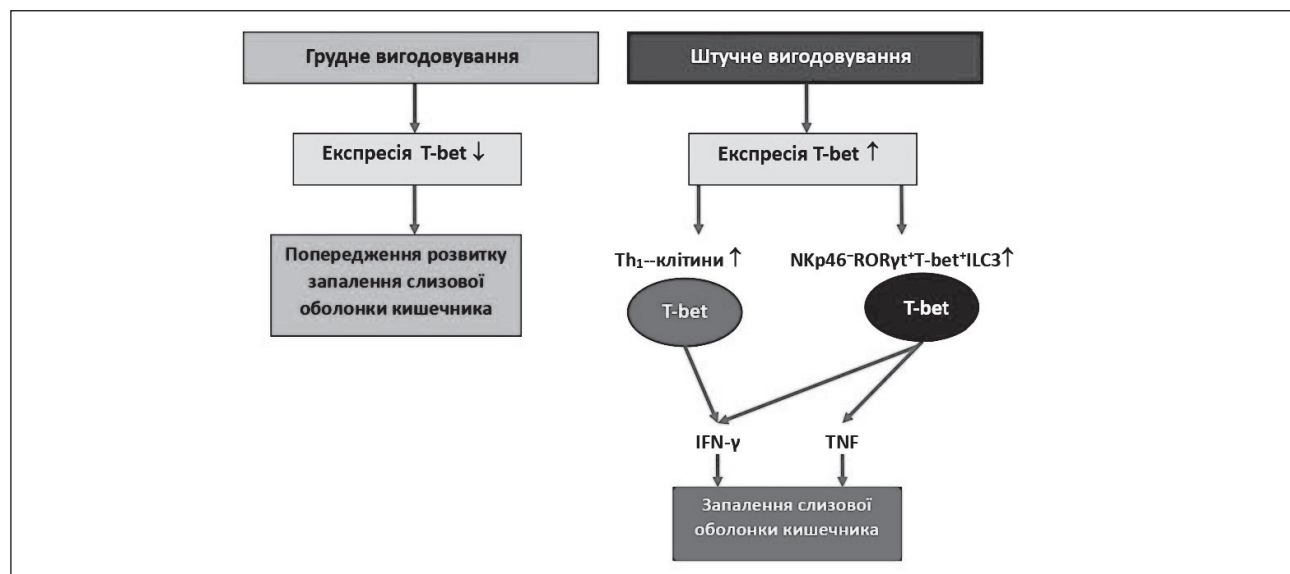 Грудне вигодовування
Експресія T-bet ↓
Попередження розвитку
запалення слизової
оболонки кишечника
Штучне вигодовування
Експресія T-bet ↑
Th₁--клітини ↑
NKp46⁻RORγt⁺T-bet⁺ILC3↑
T-bet
T-bet
IFN-γ
TNF
Запалення слизової
оболонки кишечника